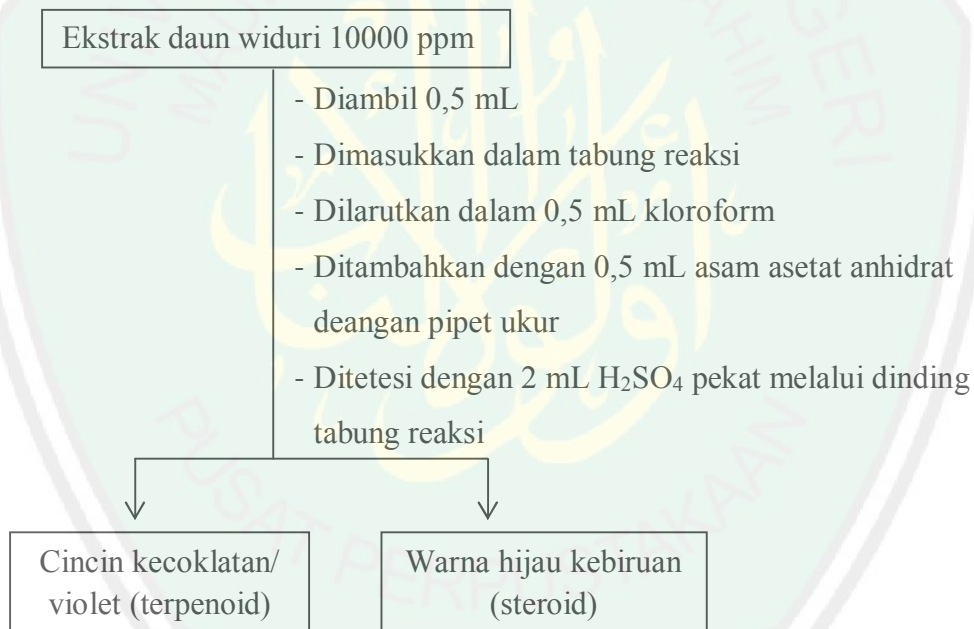 Ekstrak daun widuri 10000 ppm
- Diambil 0,5 mL
- Dimasukkan dalam tabung reaksi
- Dilarutkan dalam 0,5 mL kloroform
- Ditambahkan dengan 0,5 mL asam asetat anhidrat
deangan pipet ukur
- Ditetesi dengan 2 mL H₂SO₄ pekat melalui dinding
tabung reaksi
Cincin kecoklatan/
violet (terpenoid)
Warna hijau kebiruan
(steroid)
PUSAT PERPUSTAKAAN